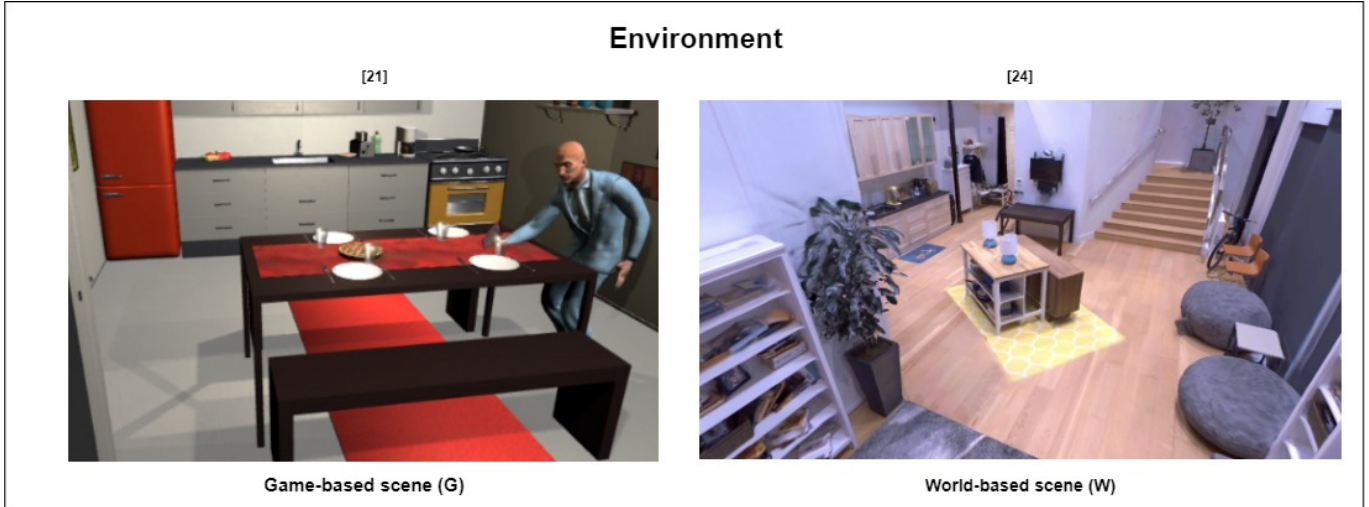 Environment
[21]
[24]
Game-based scene (G)
World-based scene (W)